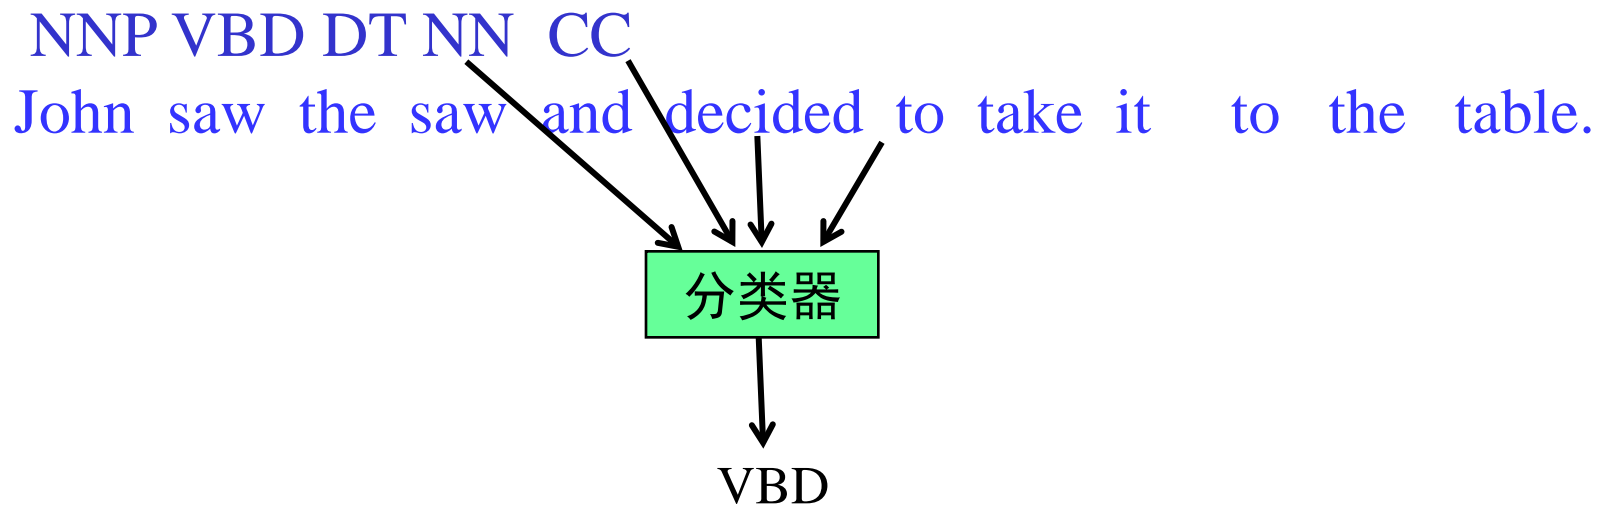 NNP VBD DT NN CC
John saw the saw and decided to take it to the table.
分类器
VBD